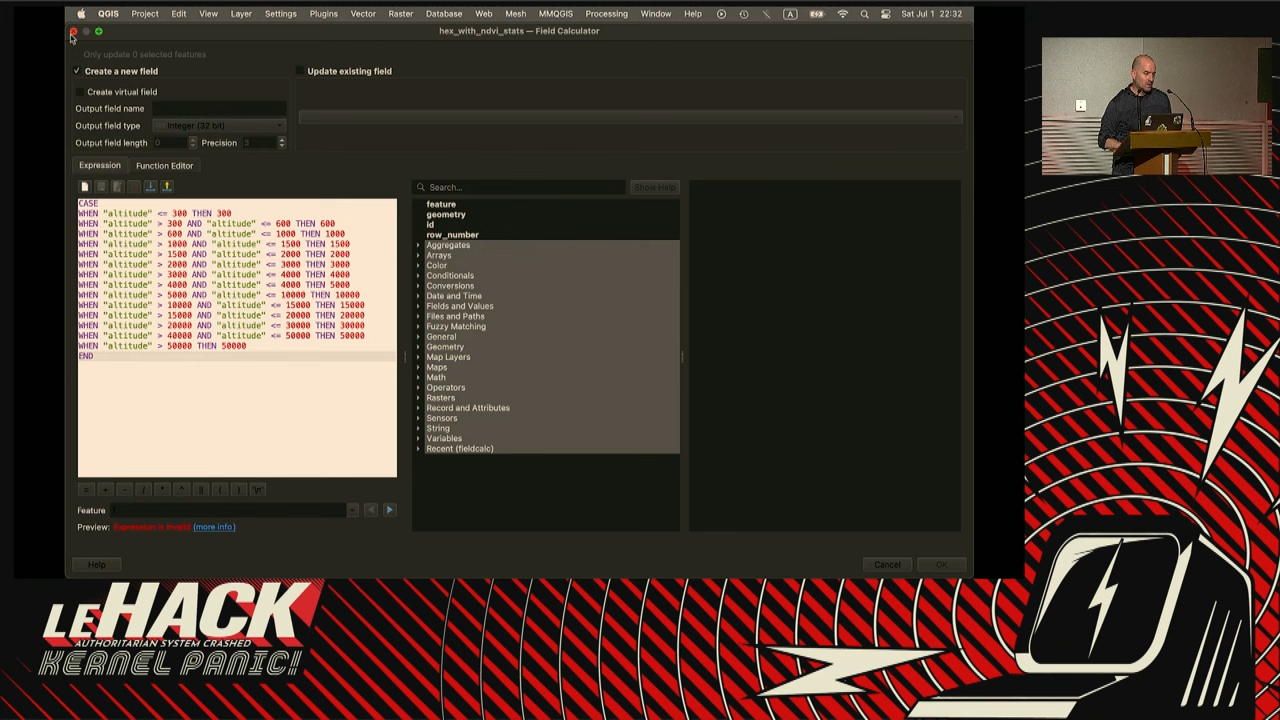 QGIS Project Edit View Layer Settings Plugins Vector Raster Database Web Mesh MMQGIS Processing Window Help A Sat Jul 1 22:32
hex_with_ndvi_stats — Field Calculator
Only update 0 selected features
Create a new field
Update existing field
Create virtual field
Output field name
Output field type Integer (32 bit)
Output field length 0 Precision 3
Expression Function Editor
Search... Show Help
CASE
WHEN "altitude" <= 300 THEN 300
WHEN "altitude" > 300 AND "altitude" <= 600 THEN 600
WHEN "altitude" > 600 AND "altitude" <= 1000 THEN 1000
WHEN "altitude" > 1000 AND "altitude" <= 1500 THEN 1500
WHEN "altitude" > 1500 AND "altitude" <= 2000 THEN 2000
WHEN "altitude" > 2000 AND "altitude" <= 3000 THEN 3000
WHEN "altitude" > 3000 AND "altitude" <= 4000 THEN 4000
WHEN "altitude" > 4000 AND "altitude" <= 4000 THEN 5000
WHEN "altitude" > 5000 AND "altitude" <= 10000 THEN 10000
WHEN "altitude" > 10000 AND "altitude" <= 15000 THEN 15000
WHEN "altitude" > 15000 AND "altitude" <= 20000 THEN 20000
WHEN "altitude" > 20000 AND "altitude" <= 30000 THEN 30000
WHEN "altitude" > 40000 AND "altitude" <= 50000 THEN 50000
WHEN "altitude" > 50000 THEN 50000
END
feature
geometry
id
row_number
Aggregates
Arrays
Color
Conditionals
Conversions
Date and Time
Fields and Values
Files and Paths
Fuzzy Matching
General
Geometry
Map Layers
Maps
Math
Operators
Rasters
Record and Attributes
Sensors
String
Variables
Recent (fieldcalc)
= + - / * ^ || ( ) '\n'
Feature
Preview: Expression is invalid (more info)
Help
Cancel OK
LEHACK
AUTHORITARIAN SYSTEM CRASHED
KERNEL PANIC!